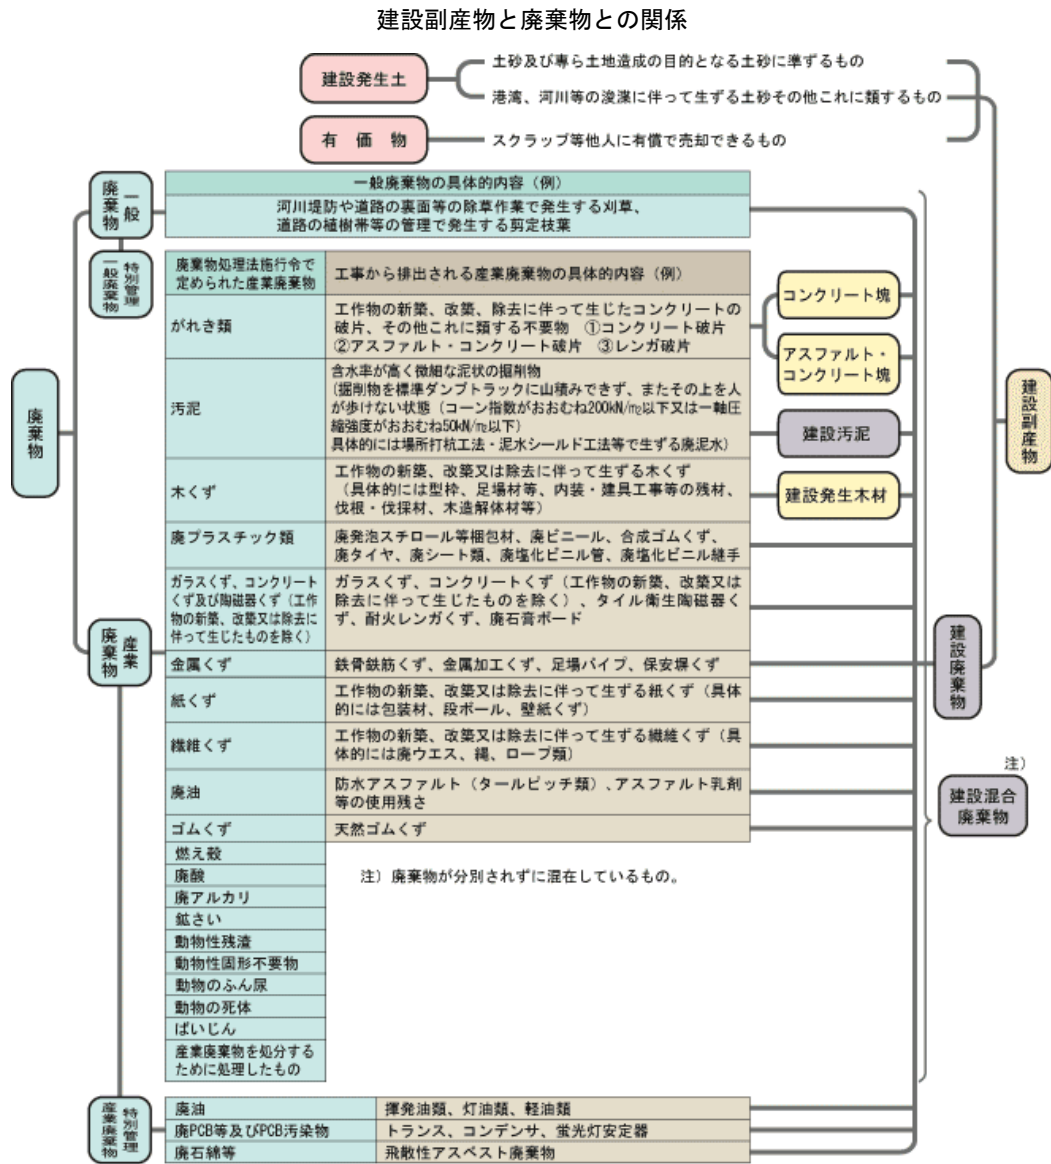 建設副産物と廃棄物との関係
建設発生土
土砂及び専ら土地造成の目的となる土砂に準ずるもの
港湾、河川等の浚渫に伴って生ずる土砂その他これに類するもの
有価物
スクラップ等他人に有償で売却できるもの
一般
廃棄物
一般廃棄物の具体的内容（例）
河川堤防や道路の裏面等の除草作業で発生する刈草、
道路の植樹帯等の管理で発生する剪定枝葉
特別管理
一般廃棄物
廃棄物処理法施行令で
定められた産業廃棄物
工事から排出される産業廃棄物の具体的内容（例）
がれき類
工作物の新築、改築、除去に伴って生じたコンクリートの
破片、その他これに類する不要物　①コンクリート破片
②アスファルト・コンクリート破片　③レンガ破片
コンクリート塊
アスファルト・
コンクリート塊
廃棄物
汚泥
含水率が高く微細な泥状の掘削物
(掘削物を標準ダンプトラックに山積みできず、またその上を人
が歩けない状態（コーン指数がおおむね200kN/㎡以下又は一軸圧
縮強度がおおむね50kN/㎡以下）
具体的には場所打杭工法・泥水シールド工法等で生ずる廃泥水）
建設汚泥
建設副産物
木くず
工作物の新築、改築又は除去に伴って生ずる木くず
（具体的には型枠、足場材等、内装・建具工事等の残材、
伐根・伐採材、木造解体材等）
建設発生木材
廃プラスチック類
廃発泡スチロール等梱包材、廃ビニール、合成ゴムくず、
廃タイヤ、廃シート類、廃塩化ビニル管、廃塩化ビニル継手
ガラスくず、コンクリート
くず及び陶磁器くず（工作
物の新築、改築又は除去に
伴って生じたものを除く）
ガラスくず、コンクリートくず（工作物の新築、改築又は
除去に伴って生じたものを除く）、タイル衛生陶磁器く
ず、耐火レンガくず、廃石膏ボード
産業
廃棄物
建設廃棄物
金属くず
鉄骨鉄筋くず、金属加工くず、足場パイプ、保安塀くず
紙くず
工作物の新築、改築又は除去に伴って生ずる紙くず（具体
的には包装材、段ボール、壁紙くず）
繊維くず
工作物の新築、改築又は除去に伴って生ずる繊維くず（具
体的には廃ウエス、縄、ロープ類）
廃油
防水アスファルト（タールピッチ類）、アスファルト乳剤
等の使用残さ
注）
建設混合
廃棄物
ゴムくず
天然ゴムくず
燃え殻
廃酸
廃アルカリ
鉱さい
動物性残渣
動物性固形不要物
動物のふん尿
動物の死体
ばいじん
産業廃棄物を処分する
ために処理したもの
注）廃棄物が分別されずに混在しているもの。
特別管理
産業廃棄物
廃油
揮発油類、灯油類、軽油類
廃PCB等及びPCB汚染物
トランス、コンデンサ、蛍光灯安定器
廃石綿等
飛散性アスベスト廃棄物